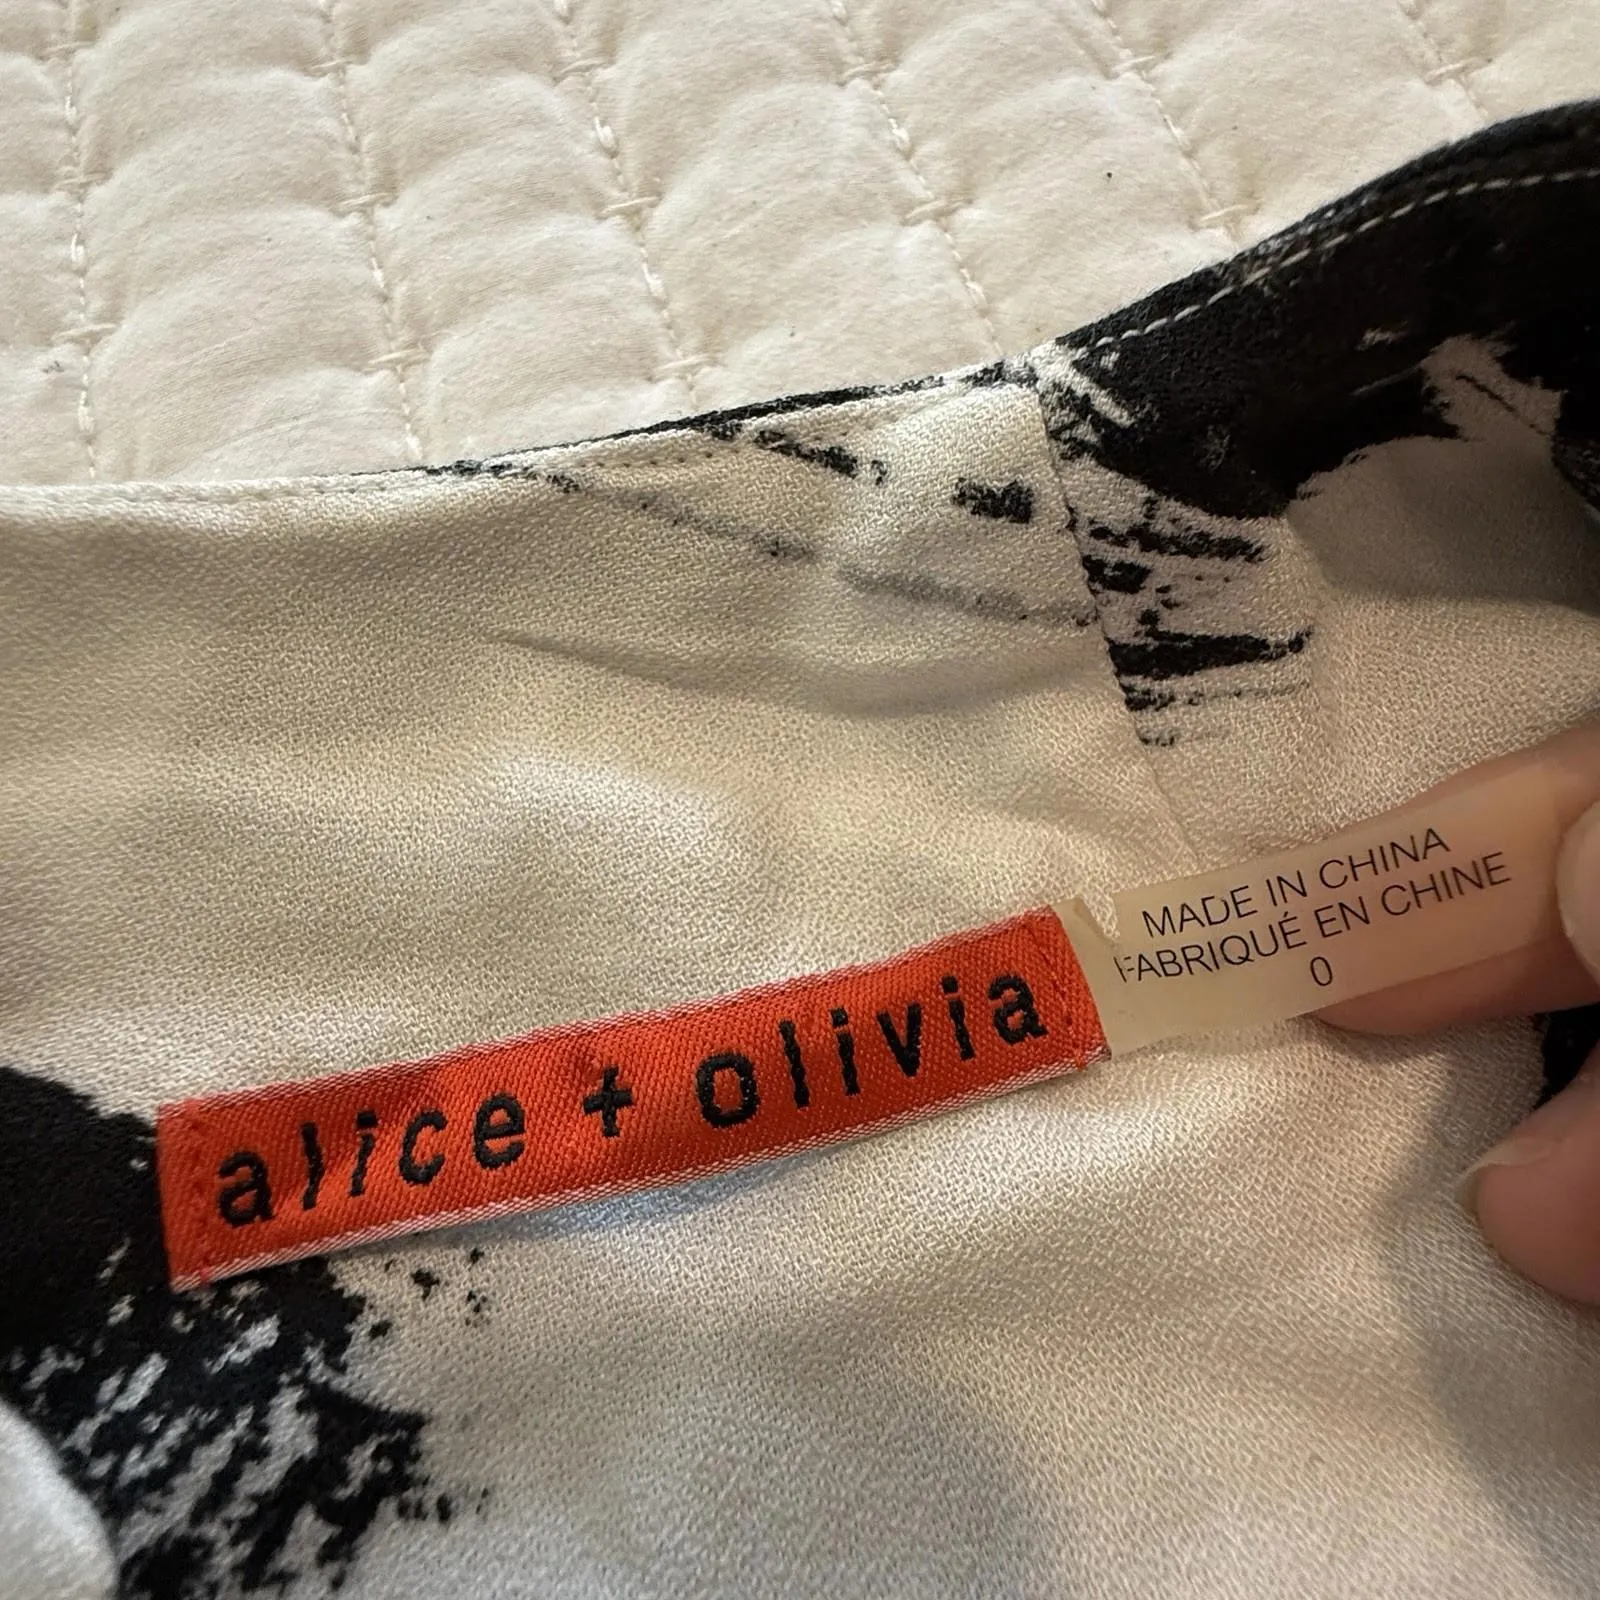 alice + olivia
MADE IN CHINA
FABRIQUÉ EN CHINE
0